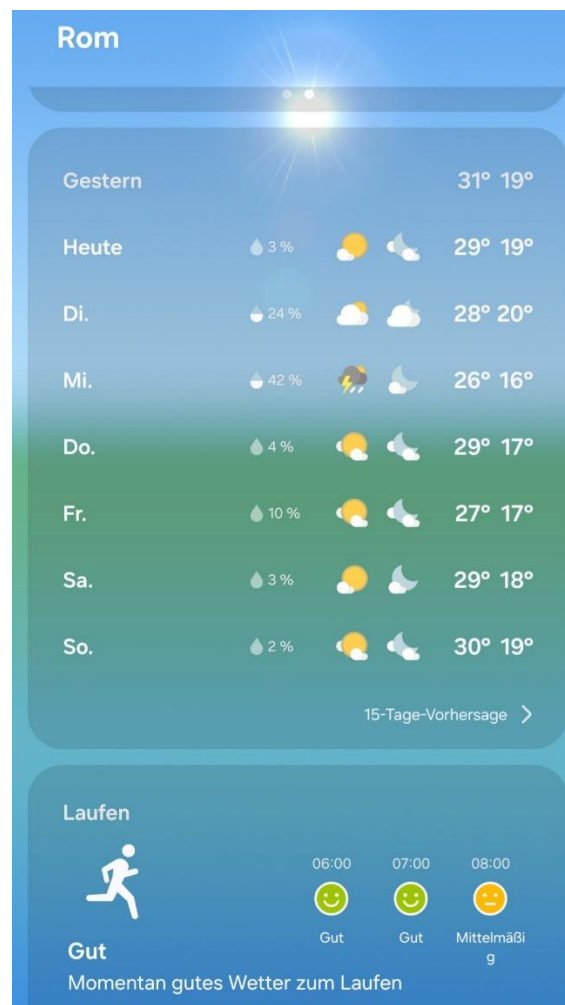 Rom
Gestern 31° 19°
Heute 3 % 29° 19°
Di. 24 % 28° 20°
Mi. 42 % 26° 16°
Do. 4 % 29° 17°
Fr. 10 % 27° 17°
Sa. 3 % 29° 18°
So. 2 % 30° 19°
15-Tage-Vorhersage
Laufen
06:00 07:00 08:00
Gut Gut Mittelmäßi
g
Gut
Momentan gutes Wetter zum Laufen